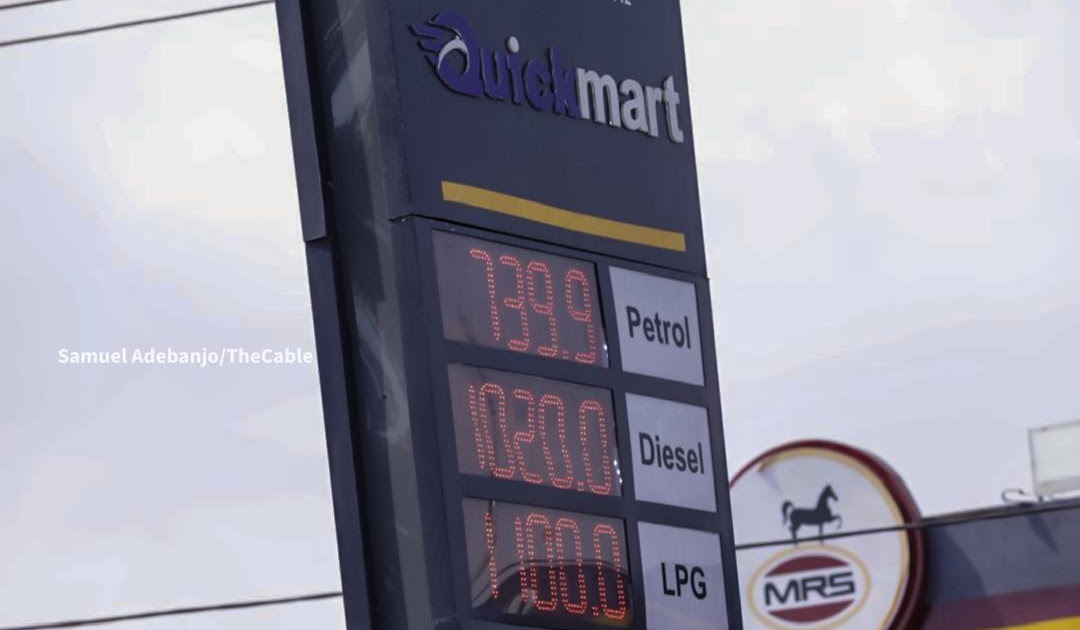 Quickmart
739.9 Petrol
1020.0 Diesel
1100.0 LPG
Samuel Adebanjo/TheCable
MRS